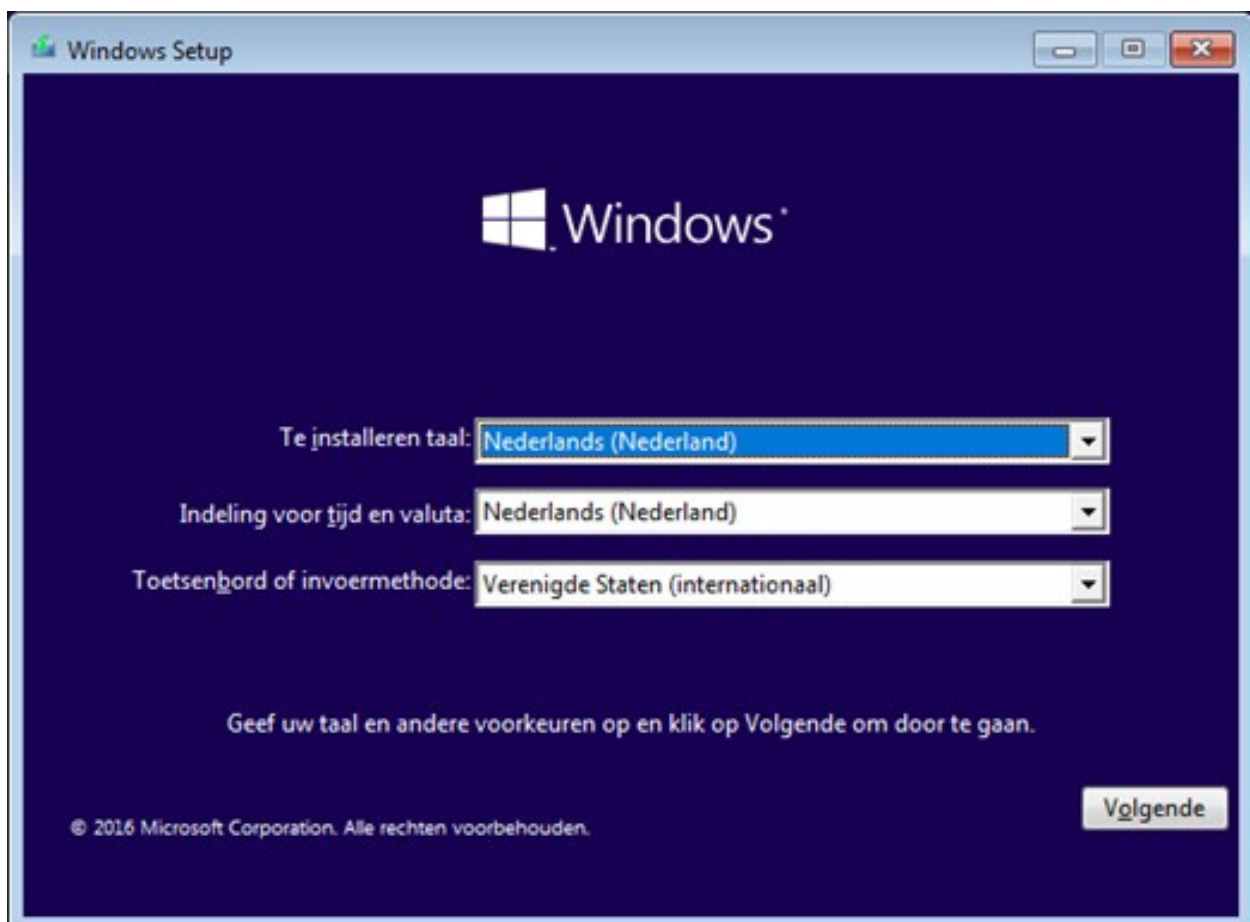 Windows Setup
Windows
Te installeren taal: Nederlands (Nederland)
Indeling voor tijd en valuta: Nederlands (Nederland)
Toetsenbord of invoermethode: Verenigde Staten (internationaal)
Geef uw taal en andere voorkeuren op en klik op Volgende om door te gaan.
Volgende
© 2016 Microsoft Corporation. Alle rechten voorbehouden.